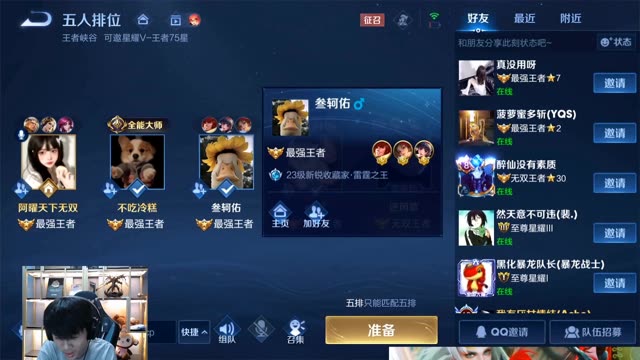 五人排位
王者峡谷 可邀星耀V~王者75星
征召
好友
最近
附近
和朋友分享此刻状态吧~
状态
真没用呀
最强王者★7
在线
邀请
菠萝蜜多斩(YQS)
最强王者★2
在线
邀请
醉仙没有素质
无双王者★30
在线
邀请
然天意不可违(裴.)
至尊星耀III
在线
邀请
黑化暴龙队长(暴龙战士)
至尊星耀I
在线
邀请
全能大师
阿曜天下无双
最强王者
不吃冷糕
最强王者
叁轲佑
最强王者
叁轲佑♂
最强王者
23级新锐收藏家·雷霆之王
主页
加好友
无双王者
五排只能匹配五排
快捷
组队
召集
准备
QQ邀请
队伍招募